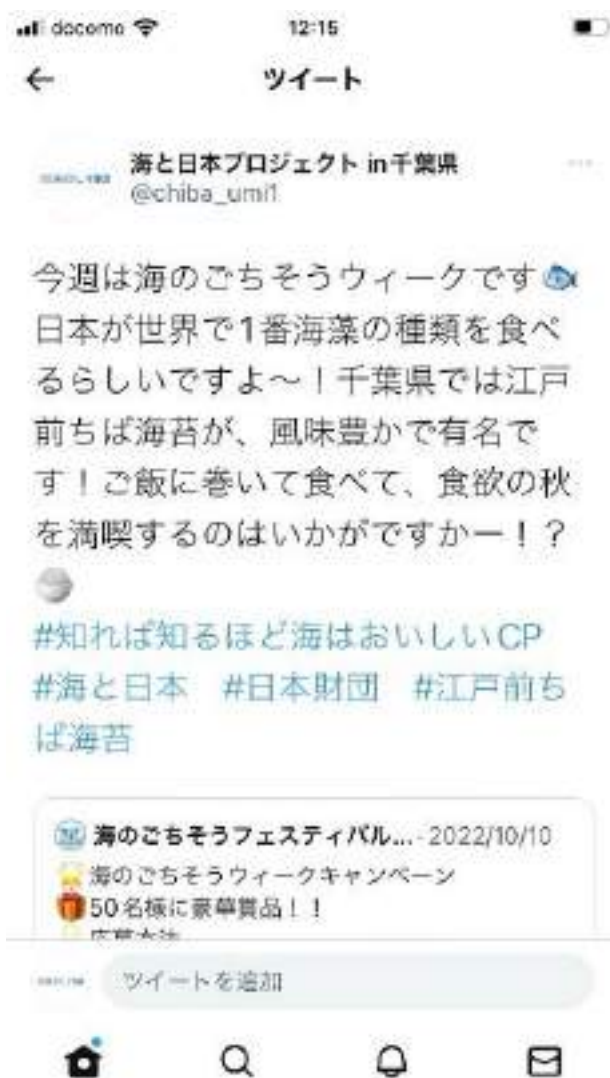 docomo
12:15
ツイート
海と日本プロジェクト in千葉県
@chiba_umi1
今週は海のごちそうウィークです
日本が世界で1番海藻の種類を食べ
るらしいですよ〜！千葉県では江戸
前ちば海苔が、風味豊かで有名で
す！ご飯に巻いて食べて、食欲の秋
を満喫するのはいかがですかー！？
#知れば知るほど海はおいしいCP
#海と日本 #日本財団 #江戸前ち
ば海苔
海のごちそうフェスティバル...・2022/10/10
海のごちそうウィークキャンペーン
50名様に豪華賞品！！
応募方法
ツイートを追加